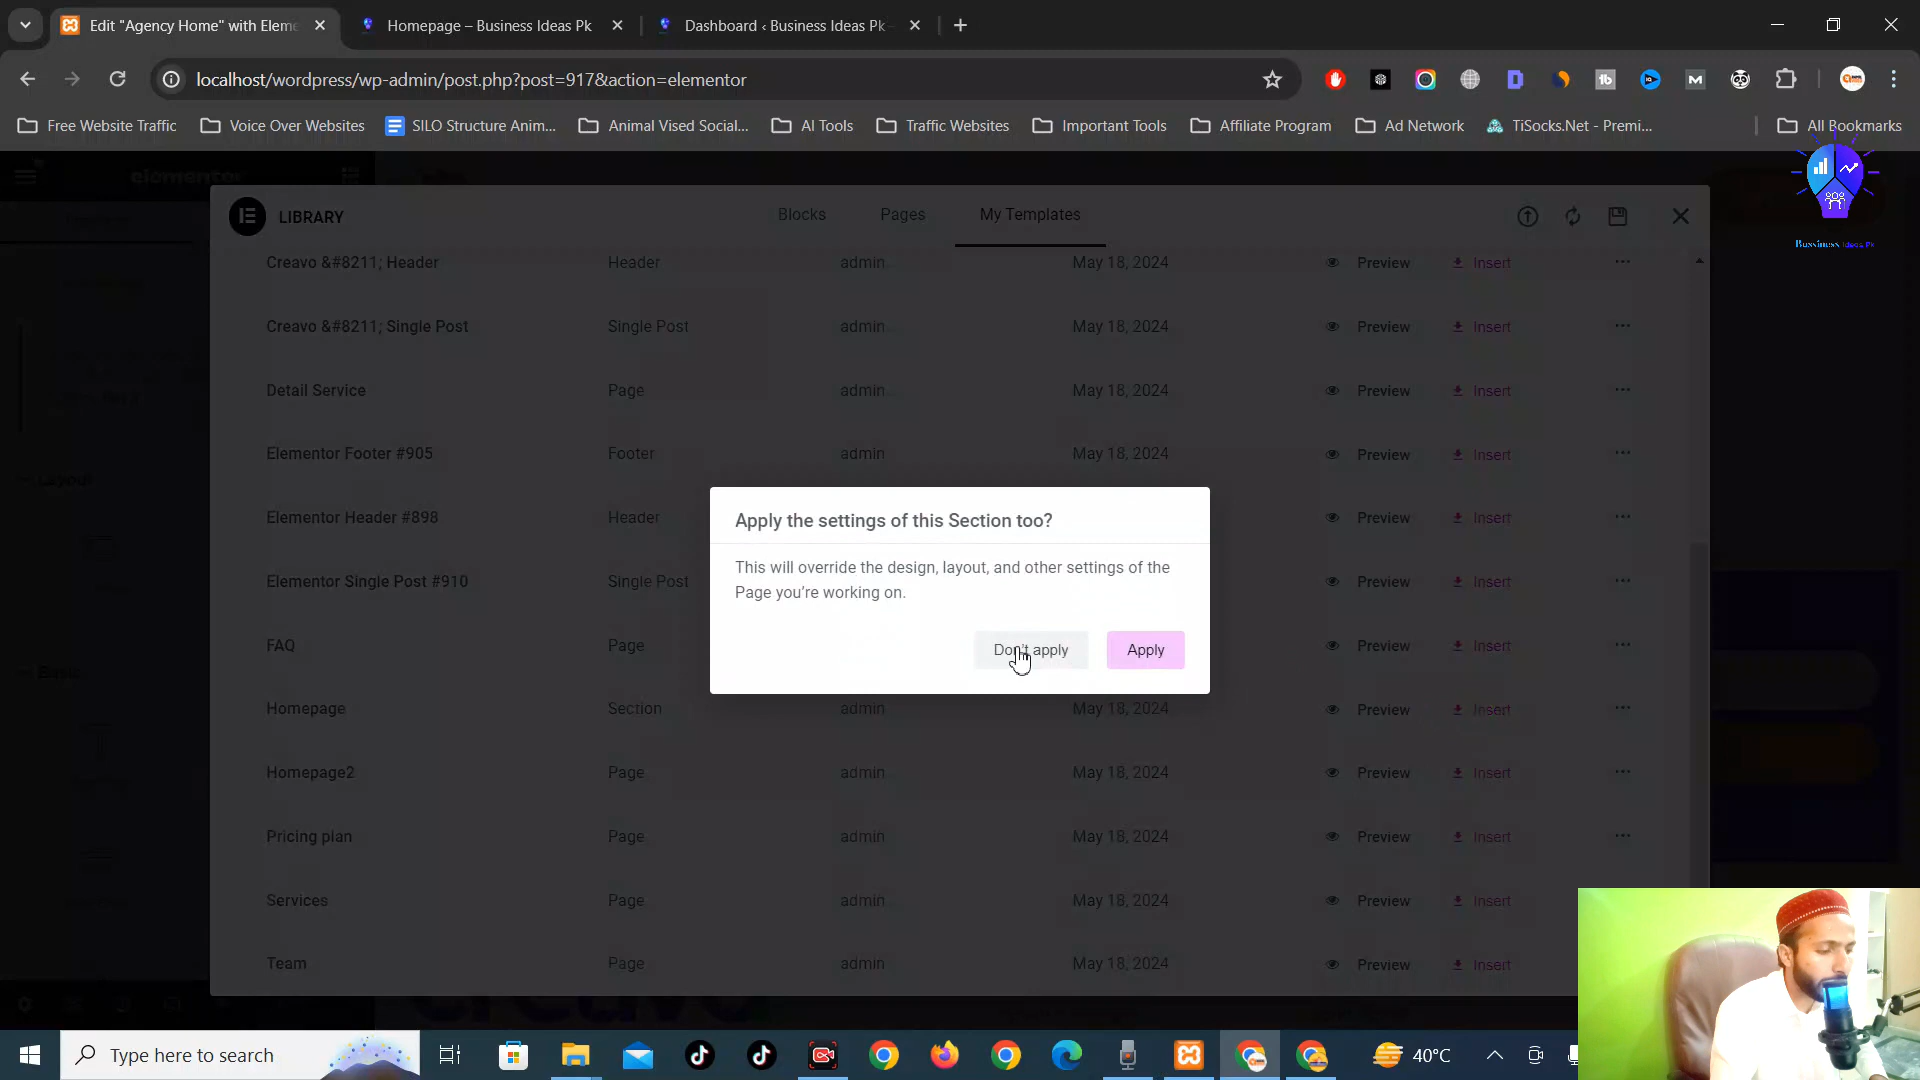 Edit "Agency Home" with Eleme
Homepage – Business Ideas Pk
Dashboard ‹ Business Ideas Pk
localhost/wordpress/wp-admin/post.php?post=917&action=elementor
Free Website Traffic
Voice Over Websites
SILO Structure Anim...
Animal Vised Social...
AI Tools
Traffic Websites
Important Tools
Affiliate Program
Ad Network
TiSocks.Net - Premi...
All Bookmarks
elementor
Bussiness Ideas Pk
LIBRARY
Blocks
Pages
My Templates
Creavo &#8211; Header Header admin May 18, 2024 Preview Insert
Creavo &#8211; Single Post Single Post admin May 18, 2024 Preview Insert
Detail Service Page admin May 18, 2024 Preview Insert
Elementor Footer #905 Footer admin May 18, 2024 Preview Insert
Elementor Header #898 Header Preview Insert
Elementor Single Post #910 Single Post Preview Insert
FAQ Page Preview Insert
Homepage Section admin May 18, 2024 Preview Insert
Homepage2 Page admin May 18, 2024 Preview Insert
Pricing plan Page admin May 18, 2024 Preview Insert
Services Page admin May 18, 2024 Preview Insert
Team Page admin May 18, 2024 Preview Insert
Layout
Basic
Apply the settings of this Section too?
This will override the design, layout, and other settings of the
Page you're working on.
Don't apply
Apply
creavo
Type here to search
40°C